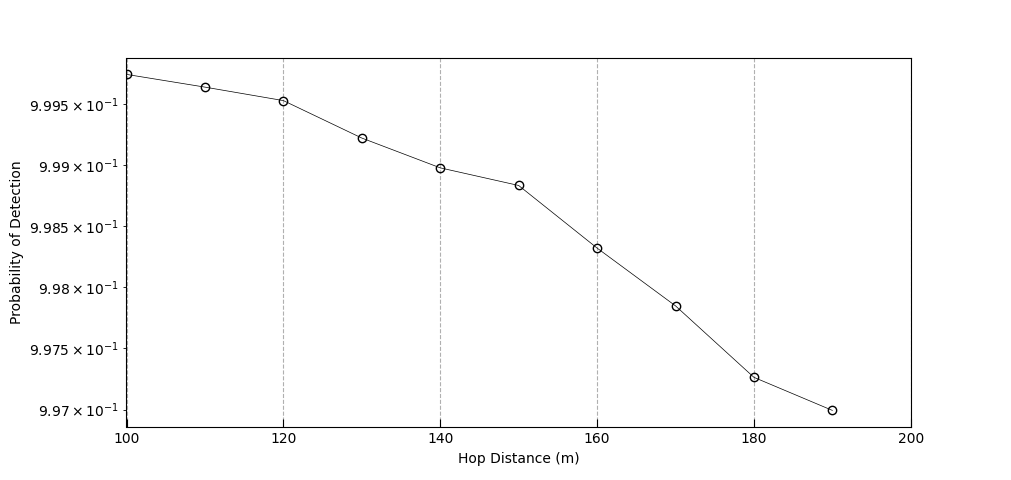 Probability of Detection
9.995 × 10⁻¹
9.99 × 10⁻¹
9.985 × 10⁻¹
9.98 × 10⁻¹
9.975 × 10⁻¹
9.97 × 10⁻¹
100 120 140 160 180 200
Hop Distance (m)